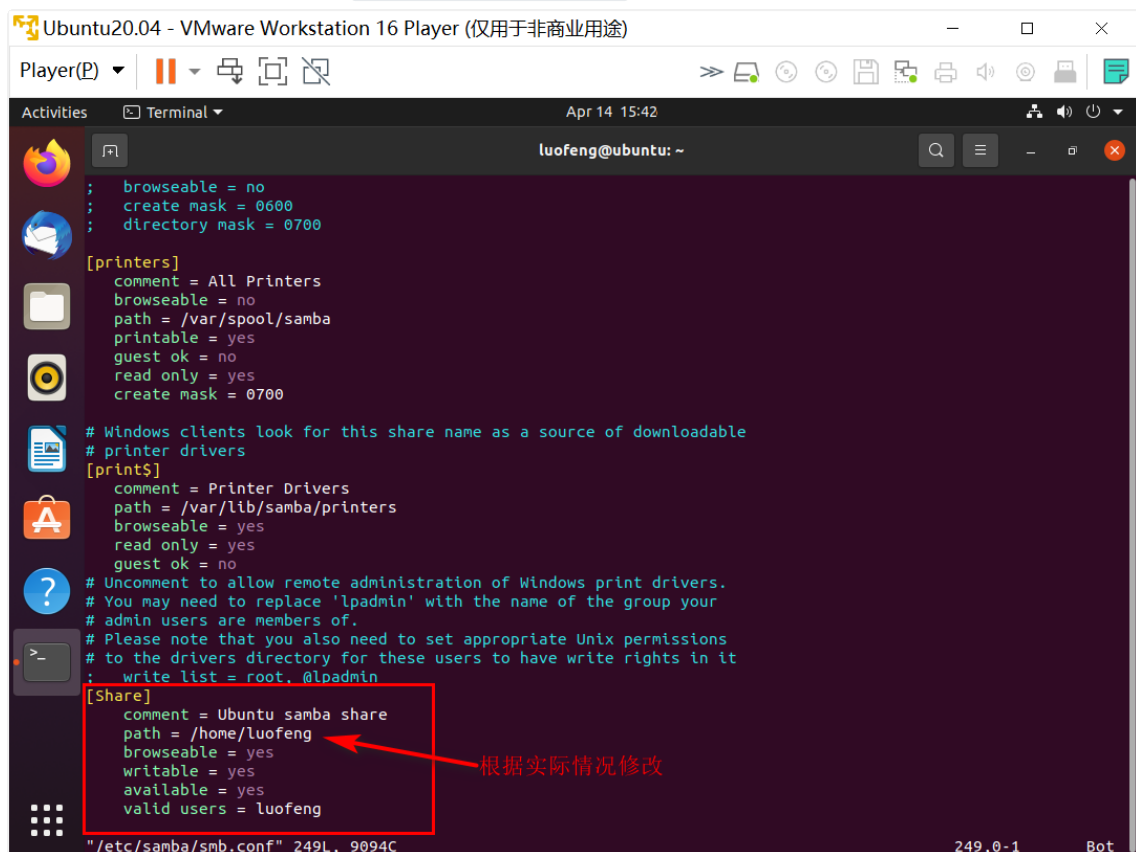 Ubuntu20.04 - VMware Workstation 16 Player (仅用于非商业用途)
Player(P)
Activities
Terminal
Apr 14 15:42
luofeng@ubuntu: ~
;   browseable = no
;   create mask = 0600
;   directory mask = 0700
[printers]
   comment = All Printers
   browseable = no
   path = /var/spool/samba
   printable = yes
   guest ok = no
   read only = yes
   create mask = 0700
# Windows clients look for this share name as a source of downloadable
# printer drivers
[print$]
   comment = Printer Drivers
   path = /var/lib/samba/printers
   browseable = yes
   read only = yes
   guest ok = no
# Uncomment to allow remote administration of Windows print drivers.
# You may need to replace 'lpadmin' with the name of the group your
# admin users are members of.
# Please note that you also need to set appropriate Unix permissions
# to the drivers directory for these users to have write rights in it
;   write list = root, @lpadmin
[Share]
    comment = Ubuntu samba share
    path = /home/luofeng
    browseable = yes
    writable = yes
    available = yes
    valid users = luofeng
根据实际情况修改
"/etc/samba/smb.conf" 249L, 9094C
249,0-1
Bot